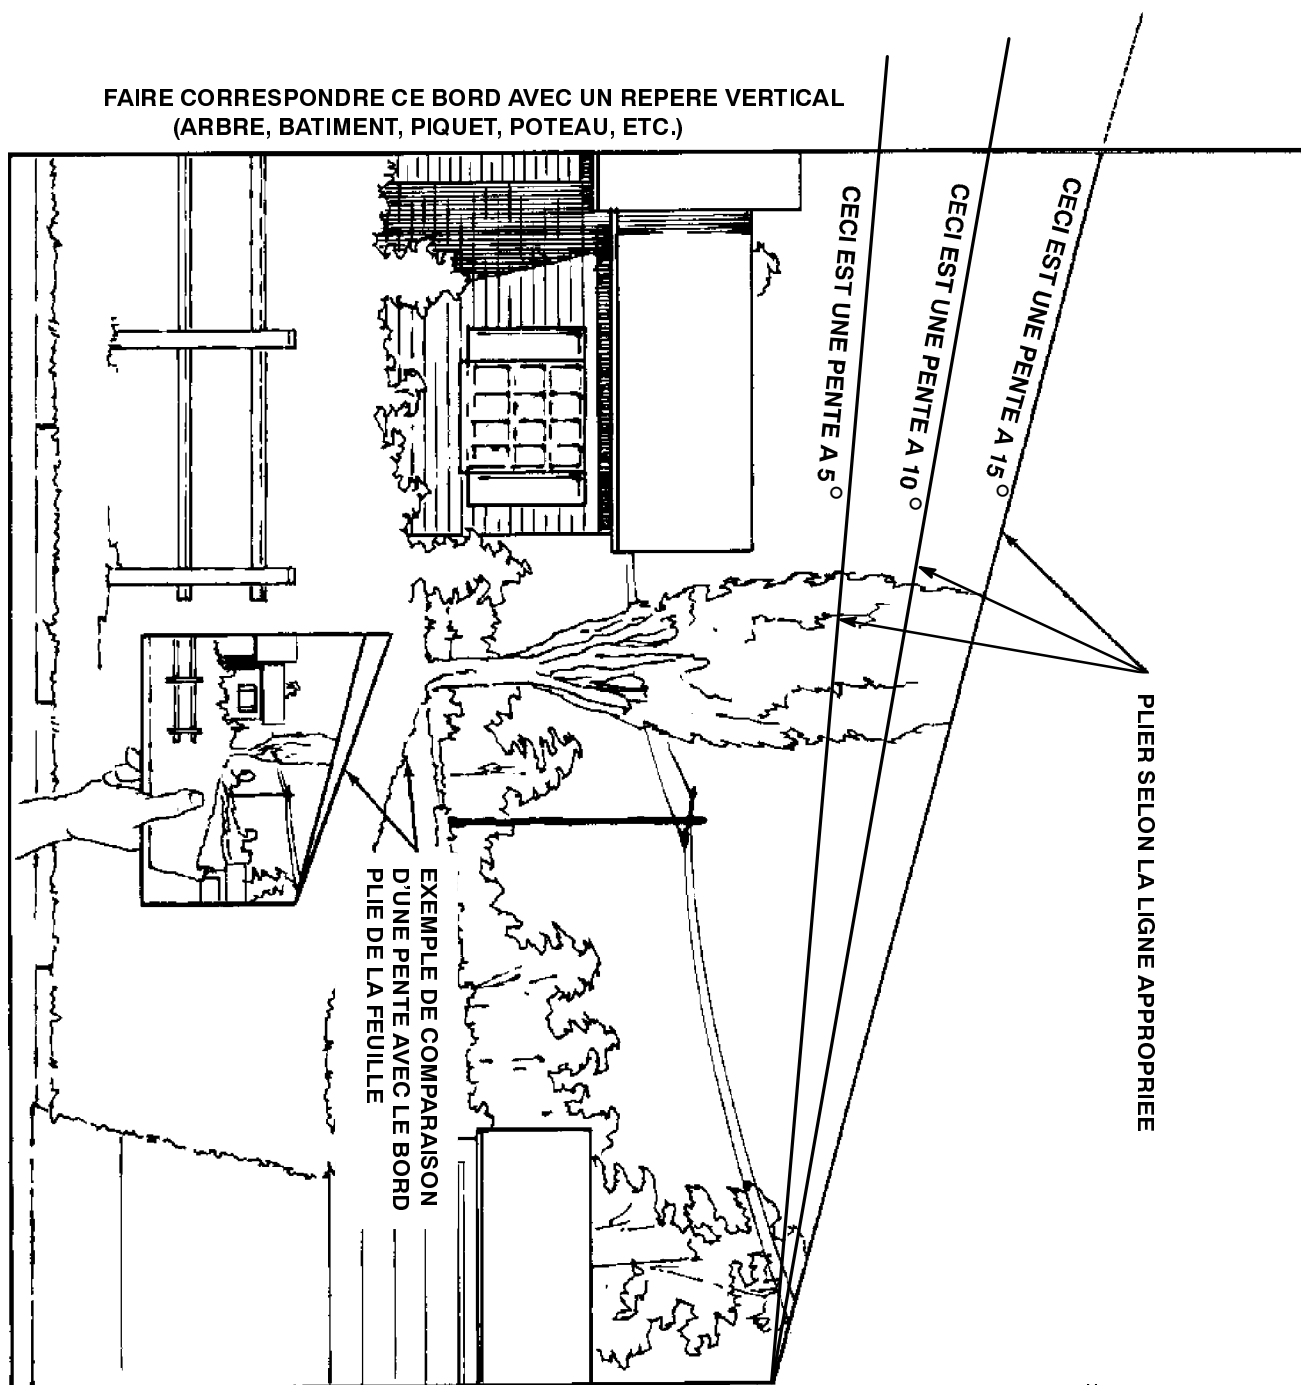 FAIRE CORRESPONDRE CE BORD AVEC UN REPERE VERTICAL
(ARBRE, BATIMENT, PIQUET, POTEAU, ETC.)
CECI EST UNE PENTE A 5°
CECI EST UNE PENTE A 10°
CECI EST UNE PENTE A 15°
PLIER SELON LA LIGNE APPROPRIEE
EXEMPLE DE COMPARAISON
D'UNE PENTE AVEC LE BORD
PLIE DE LA FEUILLE